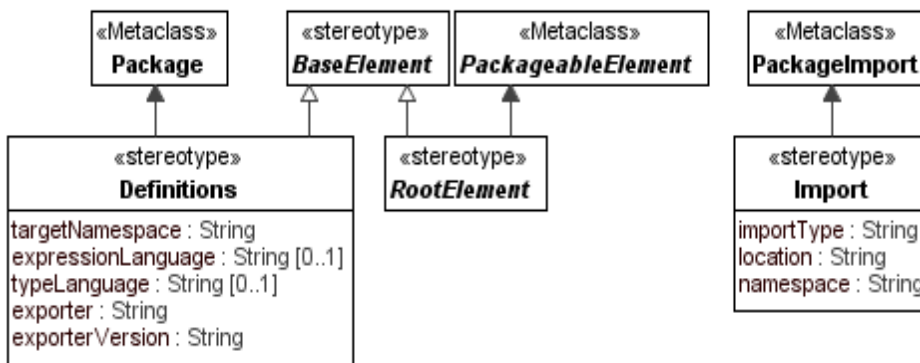 «Metaclass»
Package
«stereotype»
BaseElement
«Metaclass»
PackageableElement
«Metaclass»
PackageImport
«stereotype»
Definitions
targetNamespace : String
expressionLanguage : String [0..1]
typeLanguage : String [0..1]
exporter : String
exporterVersion : String
«stereotype»
RootElement
«stereotype»
Import
importType : String
location : String
namespace : String